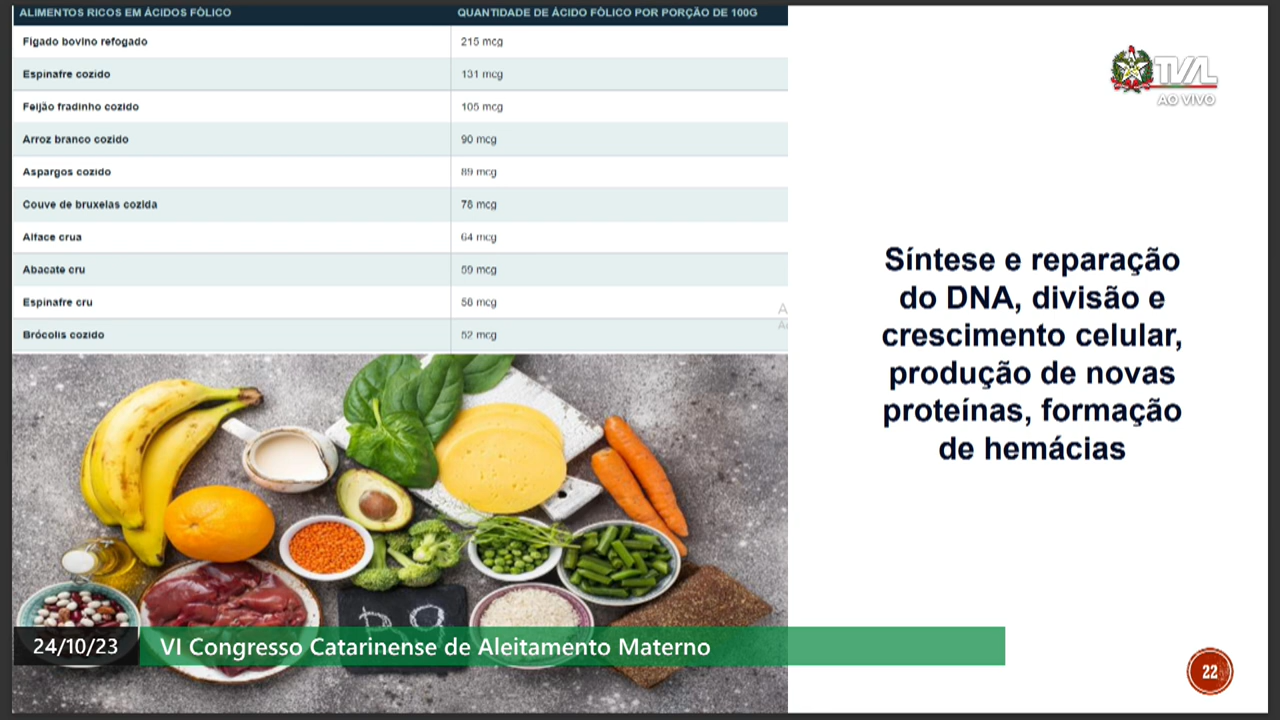 ALIMENTOS RICOS EM ÁCIDOS FÓLICO QUANTIDADE DE ÁCIDO FÓLICO POR PORÇÃO DE 100G
Fígado bovino refogado 215 mcg
Espinafre cozido 131 mcg
Feijão fradinho cozido 105 mcg
Arroz branco cozido 90 mcg
Aspargos cozido 89 mcg
Couve de bruxelas cozida 78 mcg
Alface crua 64 mcg
Abacate cru 59 mcg
Espinafre cru 58 mcg
Brócolis cozido 52 mcg
TVAL
AO VIVO
Síntese e reparação
do DNA, divisão e
crescimento celular,
produção de novas
proteínas, formação
de hemácias
b9
24/10/23 VI Congresso Catarinense de Aleitamento Materno
22